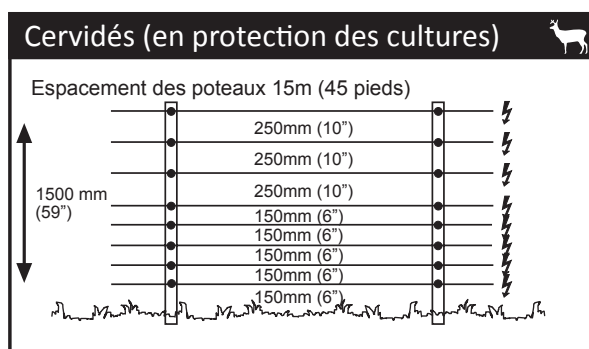 Cervidés (en protection des cultures)
Espacement des poteaux 15m (45 pieds)
250mm (10”)
250mm (10”)
250mm (10”)
1500 mm
(59”)
150mm (6”)
150mm (6”)
150mm (6”)
150mm (6”)
150mm (6”)